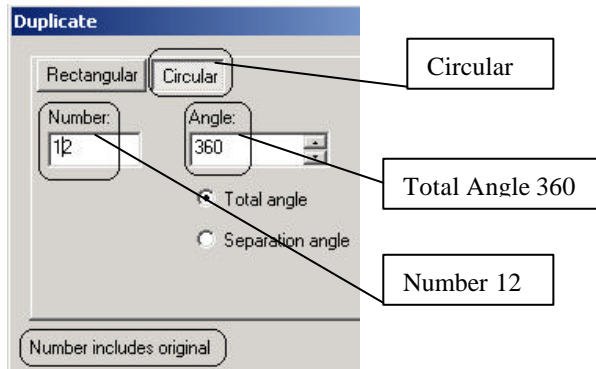 Duplicate
Rectangular
Circular
Circular
Number:
Angle:
12
360
Total Angle 360
Total angle
Separation angle
Number 12
Number includes original